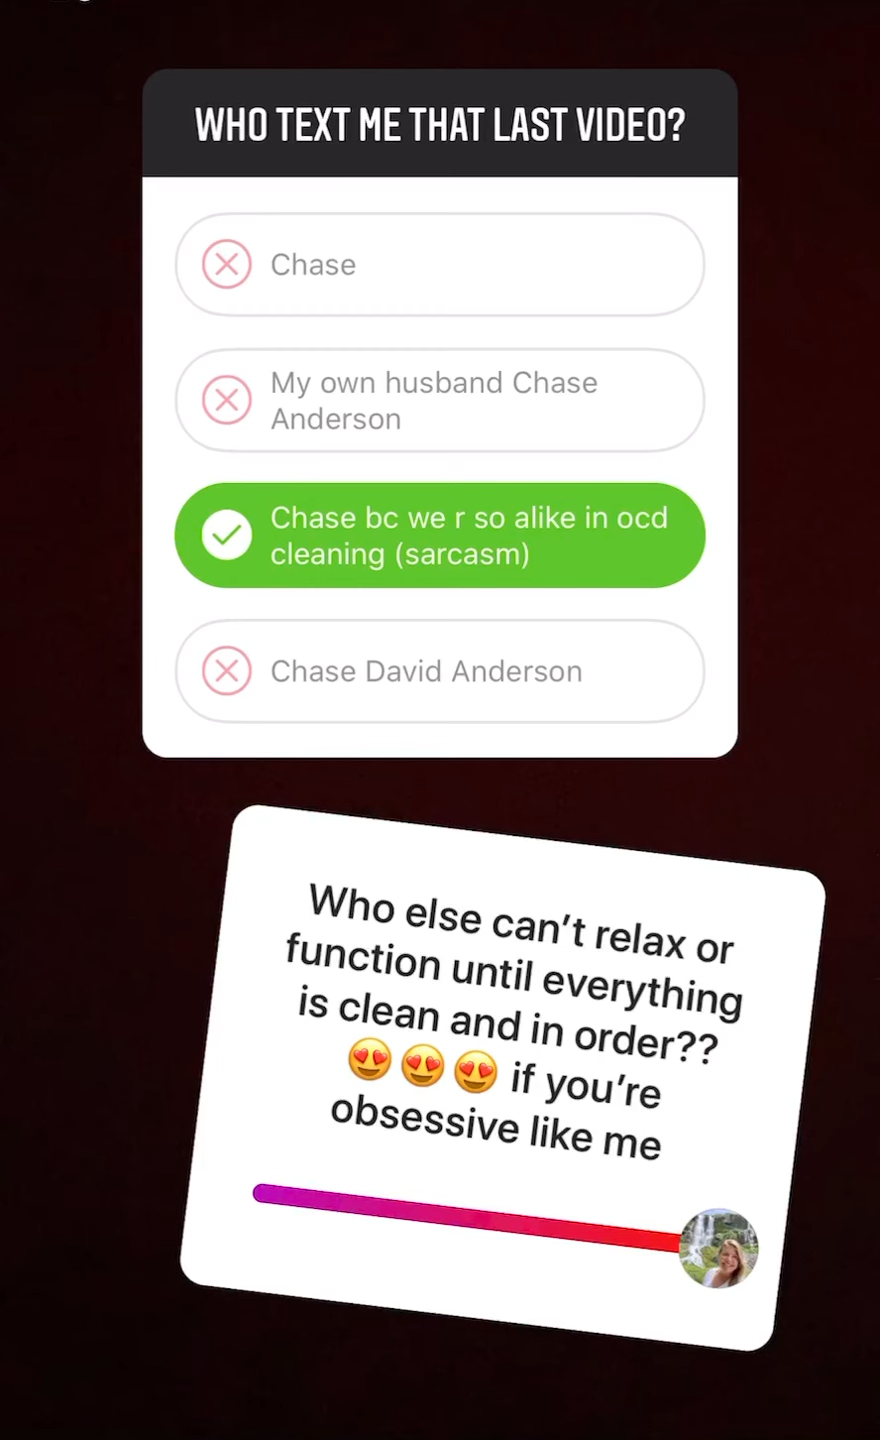 WHO TEXT ME THAT LAST VIDEO?
Chase
My own husband Chase
Anderson
Chase bc we r so alike in ocd
cleaning (sarcasm)
Chase David Anderson
Who else can’t relax or
function until everything
is clean and in order??
😍😍😍 if you’re
obsessive like me